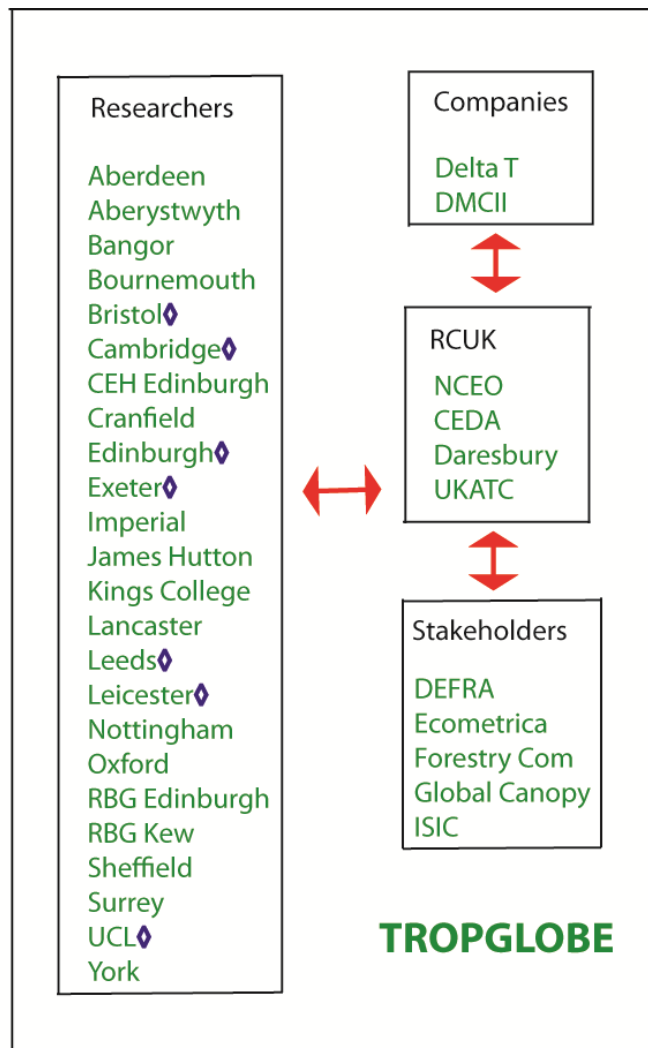 Researchers
Aberdeen
Aberystwyth
Bangor
Bournemouth
Bristol◊
Cambridge◊
CEH Edinburgh
Cranfield
Edinburgh◊
Exeter◊
Imperial
James Hutton
Kings College
Lancaster
Leeds◊
Leicester◊
Nottingham
Oxford
RBG Edinburgh
RBG Kew
Sheffield
Surrey
UCL◊
York
Companies
Delta T
DMCII
RCUK
NCEO
CEDA
Daresbury
UKATC
Stakeholders
DEFRA
Ecometrica
Forestry Com
Global Canopy
ISIC
TROPGLOBE